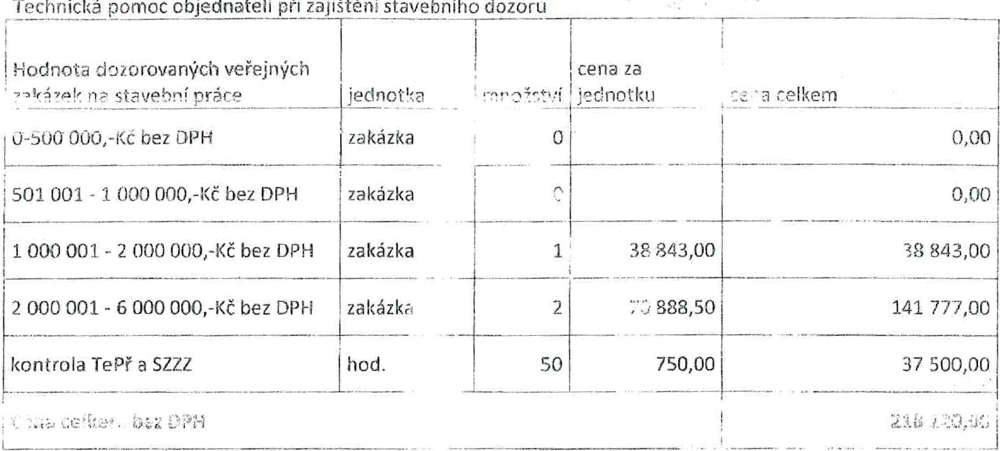 Technická pomoc objednateli při zajištění stavebního dozoru
Hodnota dozorovaných veřejných
zakázek na stavební práce jednotka množství cena za jednotku cena celkem
0-500 000,-Kč bez DPH zakázka 0 0,00
501 001 - 1 000 000,-Kč bez DPH zakázka 0 0,00
1 000 001 - 2 000 000,-Kč bez DPH zakázka 1 38 843,00 38 843,00
2 000 001 - 6 000 000,-Kč bez DPH zakázka 2 70 888,50 141 777,00
kontrola TePř a SZZZ hod. 50 750,00 37 500,00
Cena celkem bez DPH 218 120,00